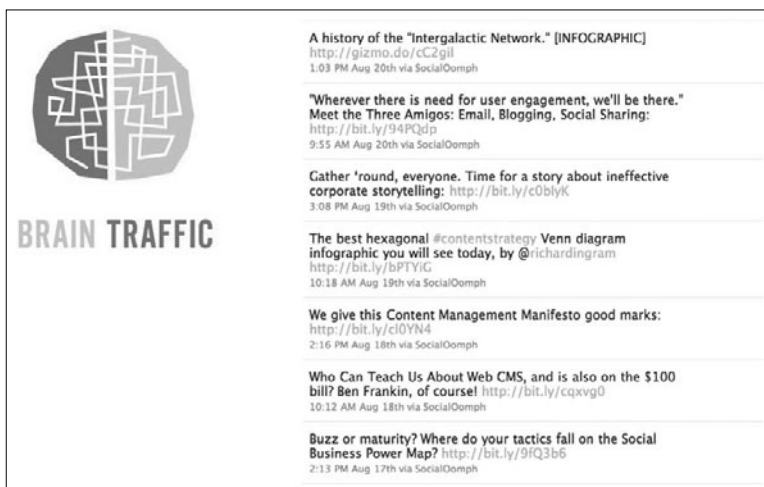 BRAIN TRAFFIC
A history of the "Intergalactic Network." [INFOGRAPHIC]
http://gizmo.do/cC2giI
1:03 PM Aug 20th via SocialOomph
"Wherever there is need for user engagement, we'll be there."
Meet the Three Amigos: Email, Blogging, Social Sharing:
http://bit.ly/94PQdp
9:55 AM Aug 20th via SocialOomph
Gather 'round, everyone. Time for a story about ineffective
corporate storytelling: http://bit.ly/c0blyK
3:08 PM Aug 19th via SocialOomph
The best hexagonal #contentstrategy Venn diagram
infographic you will see today, by @richardingram
http://bit.ly/bPTYiG
10:18 AM Aug 19th via SocialOomph
We give this Content Management Manifesto good marks:
http://bit.ly/cl0YN4
2:16 PM Aug 18th via SocialOomph
Who Can Teach Us About Web CMS, and is also on the $100
bill? Ben Frankin, of course! http://bit.ly/cqxvg0
10:12 AM Aug 18th via SocialOomph
Buzz or maturity? Where do your tactics fall on the Social
Business Power Map? http://bit.ly/9fQ3b6
2:13 PM Aug 17th via SocialOomph